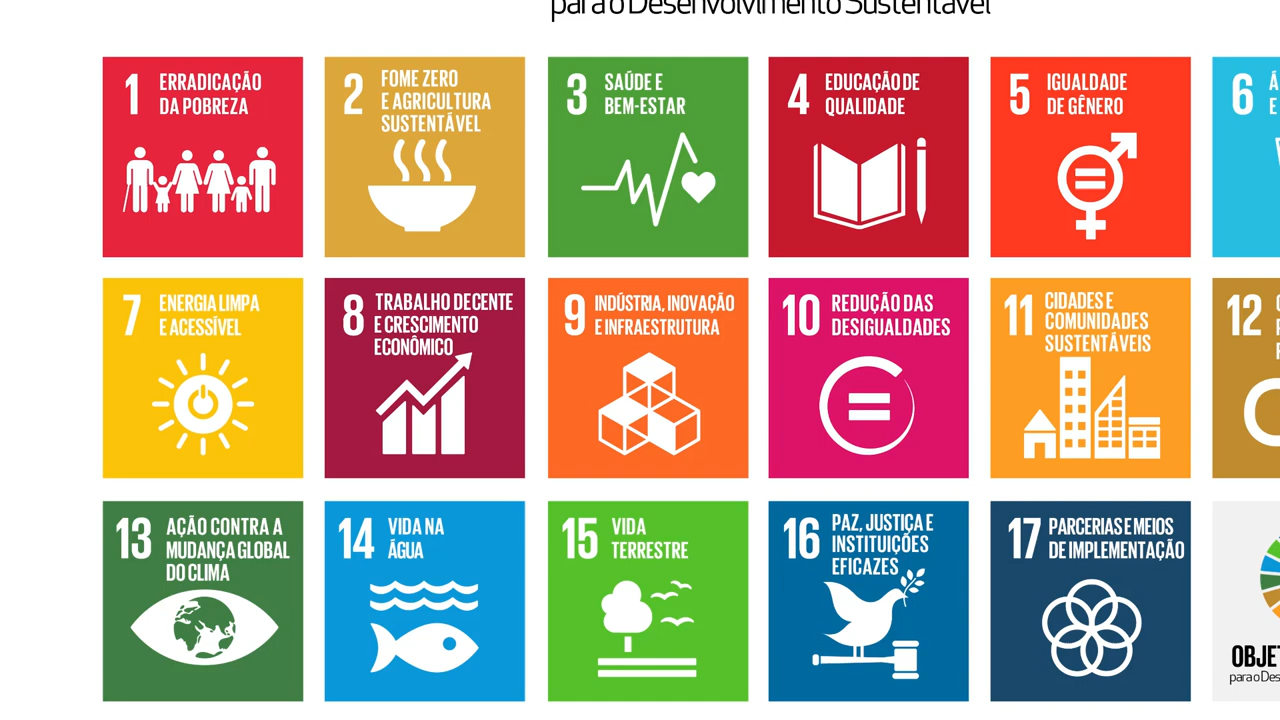 para o Desenvolvimento Sustentável
1 ERRADICAÇÃO
DA POBREZA
2 FOME ZERO
E AGRICULTURA
SUSTENTÁVEL
3 SAÚDE E
BEM-ESTAR
4 EDUCAÇÃO DE
QUALIDADE
5 IGUALDADE
DE GÊNERO
6
E
7 ENERGIA LIMPA
E ACESSÍVEL
8 TRABALHO DECENTE
E CRESCIMENTO
ECONÔMICO
9 INDÚSTRIA, INOVAÇÃO
E INFRAESTRUTURA
10 REDUÇÃO DAS
DESIGUALDADES
11 CIDADES E
COMUNIDADES
SUSTENTÁVEIS
12
13 AÇÃO CONTRA A
MUDANÇA GLOBAL
DO CLIMA
14 VIDA NA
ÁGUA
15 VIDA
TERRESTRE
16 PAZ, JUSTIÇA E
INSTITUIÇÕES
EFICAZES
17 PARCERIAS E MEIOS
DE IMPLEMENTAÇÃO
OBJE
para o Des